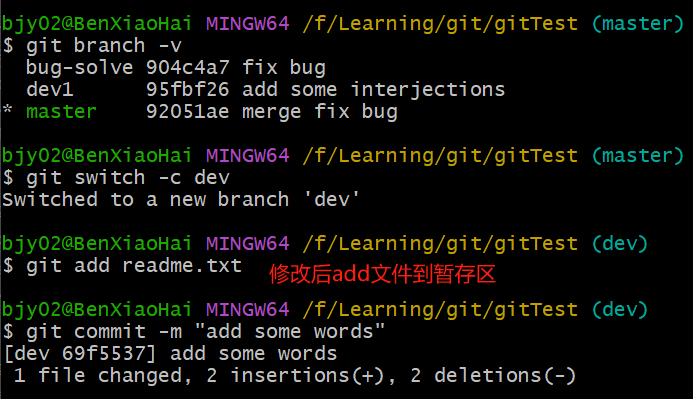 bjy02@BenXiaoHai MINGW64 /f/Learning/git/gitTest (master)
$ git branch -v
  bug-solve 904c4a7 fix bug
  dev1      95fbf26 add some interjections
* master    92051ae merge fix bug
bjy02@BenXiaoHai MINGW64 /f/Learning/git/gitTest (master)
$ git switch -c dev
Switched to a new branch 'dev'
bjy02@BenXiaoHai MINGW64 /f/Learning/git/gitTest (dev)
$ git add readme.txt 修改后add文件到暂存区
bjy02@BenXiaoHai MINGW64 /f/Learning/git/gitTest (dev)
$ git commit -m "add some words"
[dev 69f5537] add some words
 1 file changed, 2 insertions(+), 2 deletions(-)